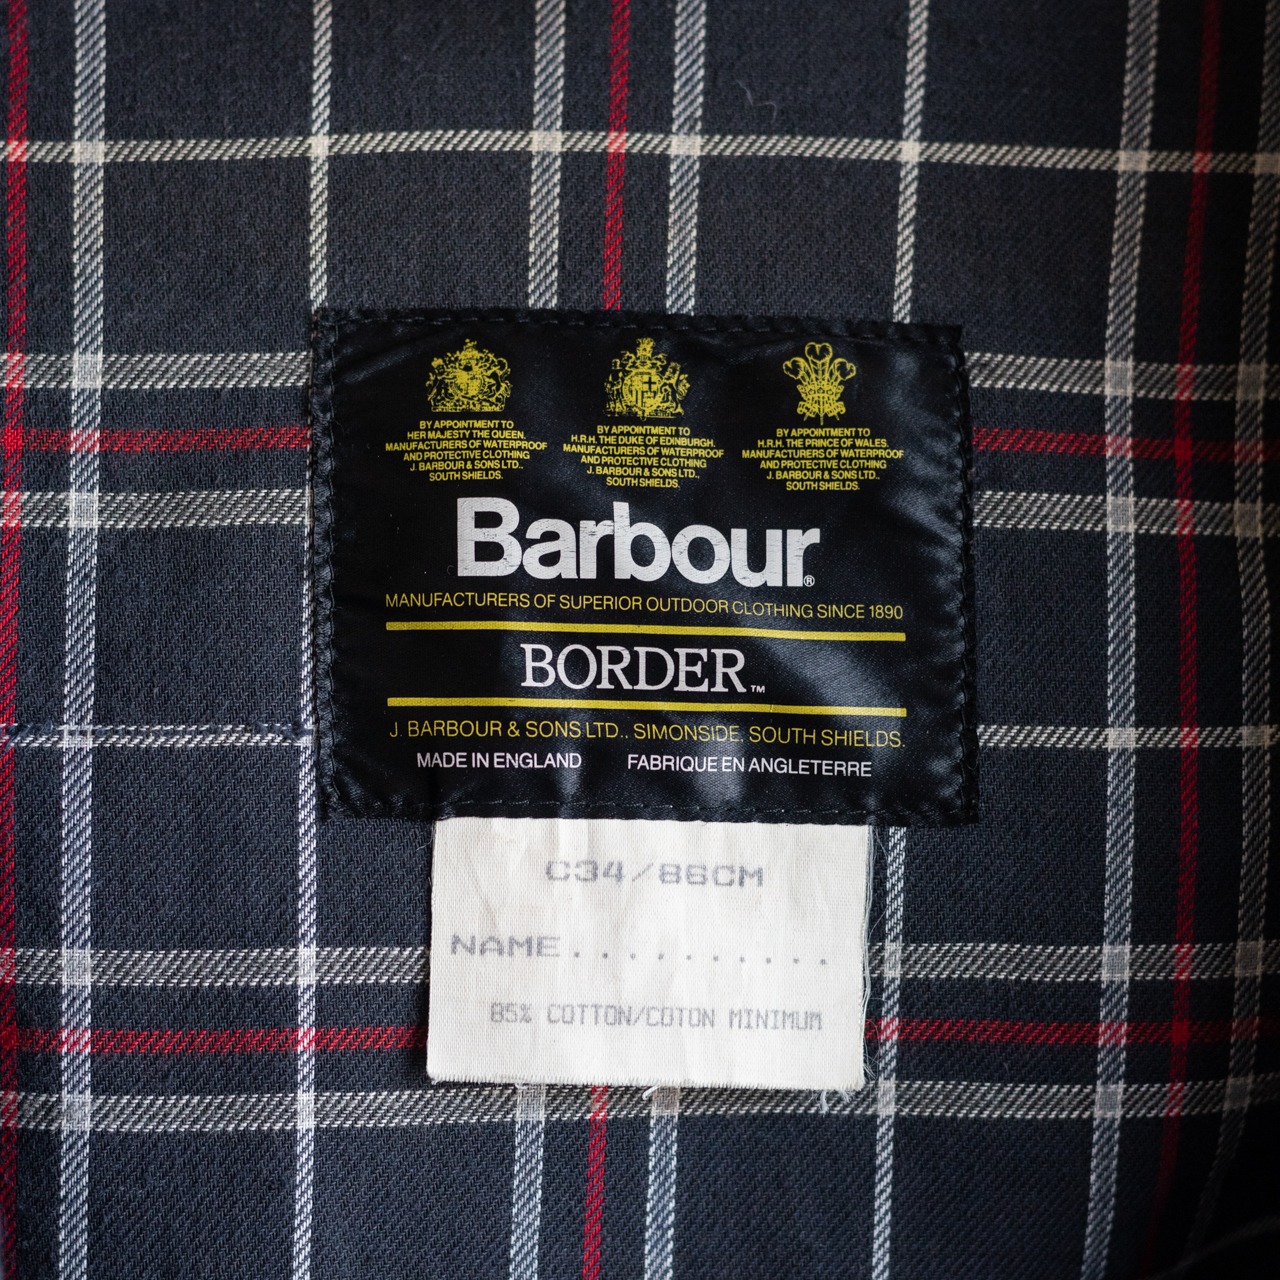 BY APPOINTMENT TO
HER MAJESTY THE QUEEN.
MANUFACTURERS OF WATERPROOF
AND PROTECTIVE CLOTHING
J. BARBOUR & SONS LTD.,
SOUTH SHIELDS.
BY APPOINTMENT TO
H.R.H. THE DUKE OF EDINBURGH.
MANUFACTURERS OF WATERPROOF
AND PROTECTIVE CLOTHING
J. BARBOUR & SONS LTD.,
SOUTH SHIELDS.
BY APPOINTMENT TO
H.R.H. THE PRINCE OF WALES.
MANUFACTURERS OF WATERPROOF
AND PROTECTIVE CLOTHING
J. BARBOUR & SONS LTD.,
SOUTH SHIELDS.
Barbour®
MANUFACTURERS OF SUPERIOR OUTDOOR CLOTHING SINCE 1890
BORDER™
J. BARBOUR & SONS LTD., SIMONSIDE, SOUTH SHIELDS.
MADE IN ENGLAND FABRIQUE EN ANGLETERRE
C34/86CM
NAME..........
85% COTTON/COTON MINIMUM